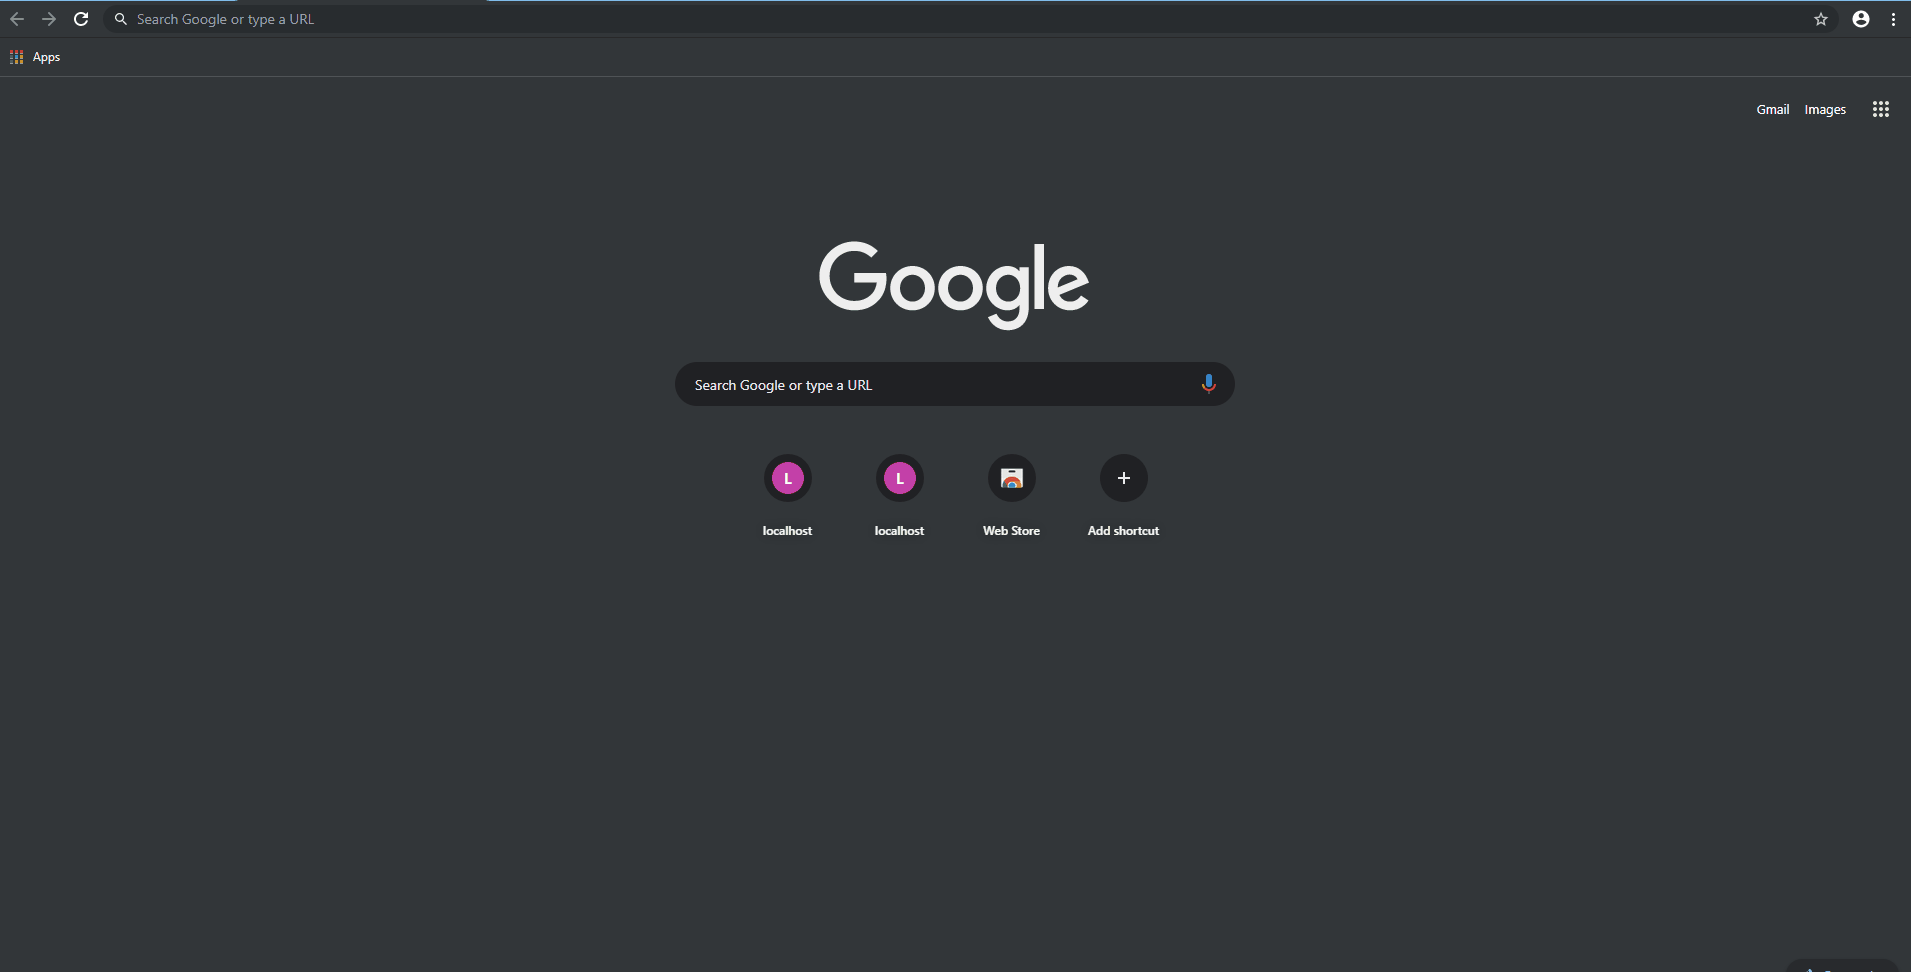 Search Google or type a URL
Apps
Gmail Images
Google
Search Google or type a URL
L L
localhost localhost Web Store Add shortcut